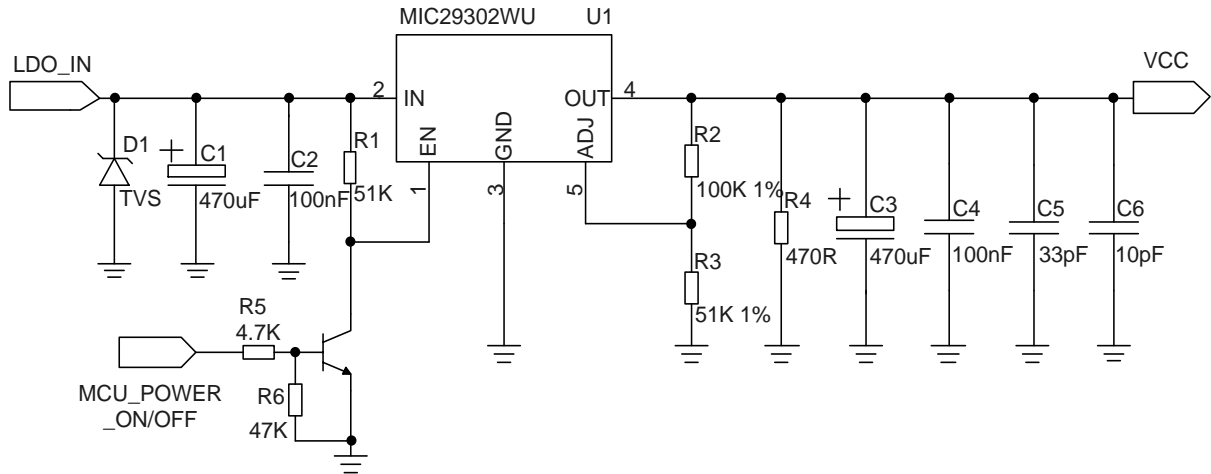 MIC29302WU
U1
LDO_IN
VCC
2
IN
OUT
4
EN
GND
ADJ
1
3
5
D1
TVS
+
C1
470uF
C2
100nF
R1
51K
R2
100K 1%
R3
51K 1%
R4
470R
+
C3
470uF
C4
100nF
C5
33pF
C6
10pF
R5
4.7K
MCU_POWER
_ON/OFF
R6
47K